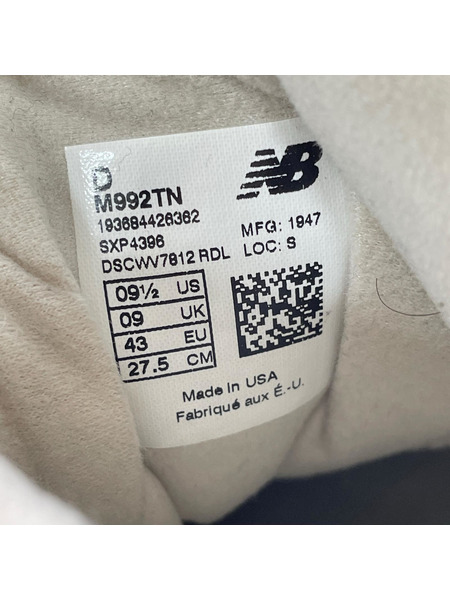 D
M992TN
193684426362
SXP4396
DSCWV7812 RDL
NB
MFG: 1947
LOC: S
09½ US
09 UK
43 EU
27.5 CM
Made in USA
Fabriqué aux É.-U.